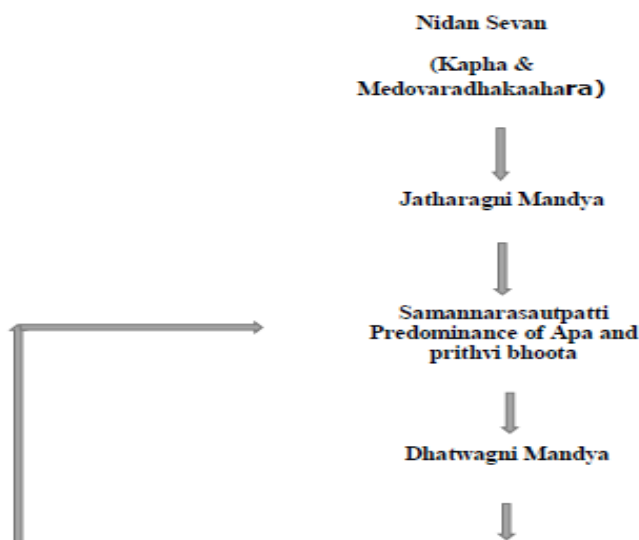 Nidan Sevan
(Kapha &
Medovaradhakaahara)
Jatharagni Mandya
Samannarasautpatti
Predominance of Apa and
prithvi bhoota
Dhatwagni Mandya